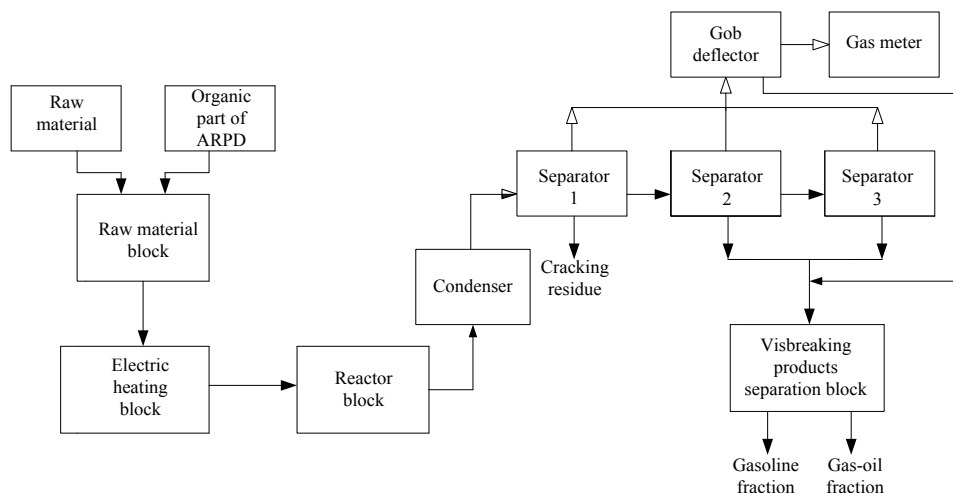 Gob
deflector
Gas meter
Raw
material
Organic
part of
ARPD
Separator
1
Separator
2
Separator
3
Raw material
block
Condenser
Cracking
residue
Electric
heating
block
Reactor
block
Visbreaking
products
separation block
Gasoline
fraction
Gas-oil
fraction